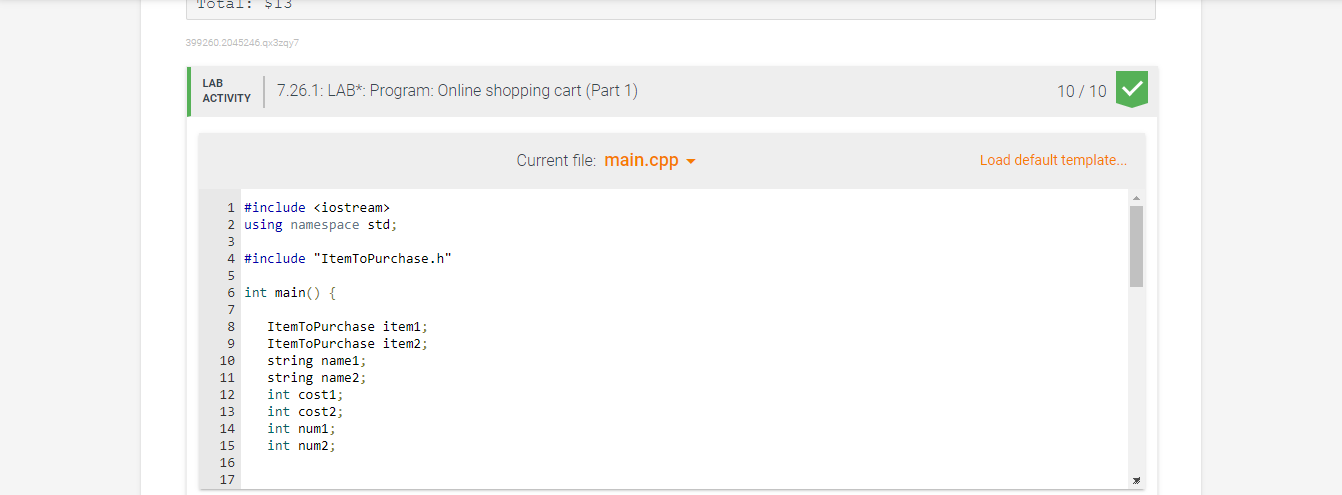 Total: $13
399260.2045246.qx3zqy7
LAB
ACTIVITY
7.26.1: LAB*: Program: Online shopping cart (Part 1)
10 / 10
Current file: main.cpp
Load default template...
1 #include <iostream>
2 using namespace std;
3
4 #include "ItemToPurchase.h"
5
6 int main() {
7
8    ItemToPurchase item1;
9    ItemToPurchase item2;
10    string name1;
11    string name2;
12    int cost1;
13    int cost2;
14    int num1;
15    int num2;
16
17